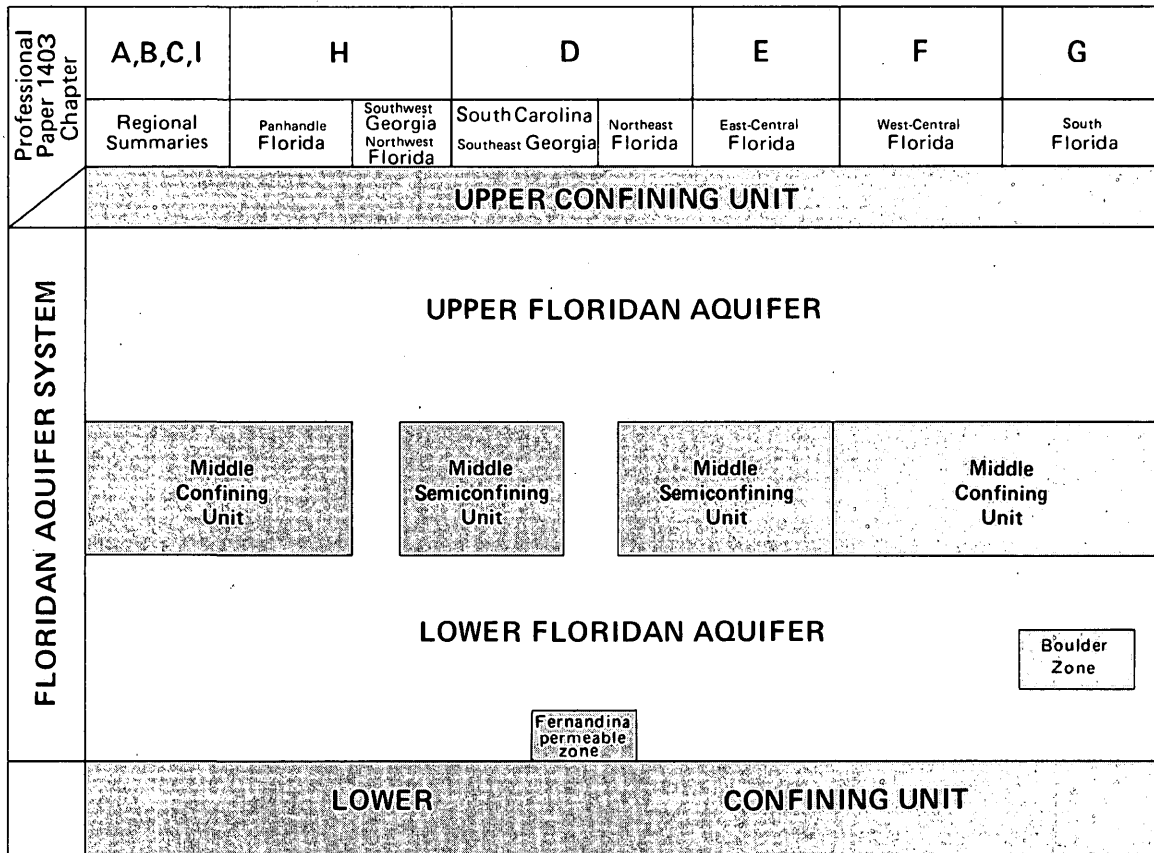 Professional
Paper 1403
Chapter
A,B,C,I
H
D
E
F
G
Regional
Summaries
Panhandle
Florida
Southwest
Georgia
Northwest
Florida
South Carolina
Southeast Georgia
Northeast
Florida
East-Central
Florida
West-Central
Florida
South
Florida
UPPER CONFINING UNIT
FLORIDAN AQUIFER SYSTEM
UPPER FLORIDAN AQUIFER
Middle
Confining
Unit
Middle
Semiconfining
Unit
Middle
Semiconfining
Unit
Middle
Confining
Unit
LOWER FLORIDAN AQUIFER
Boulder
Zone
Fernandina
permeable
zone
LOWER CONFINING UNIT